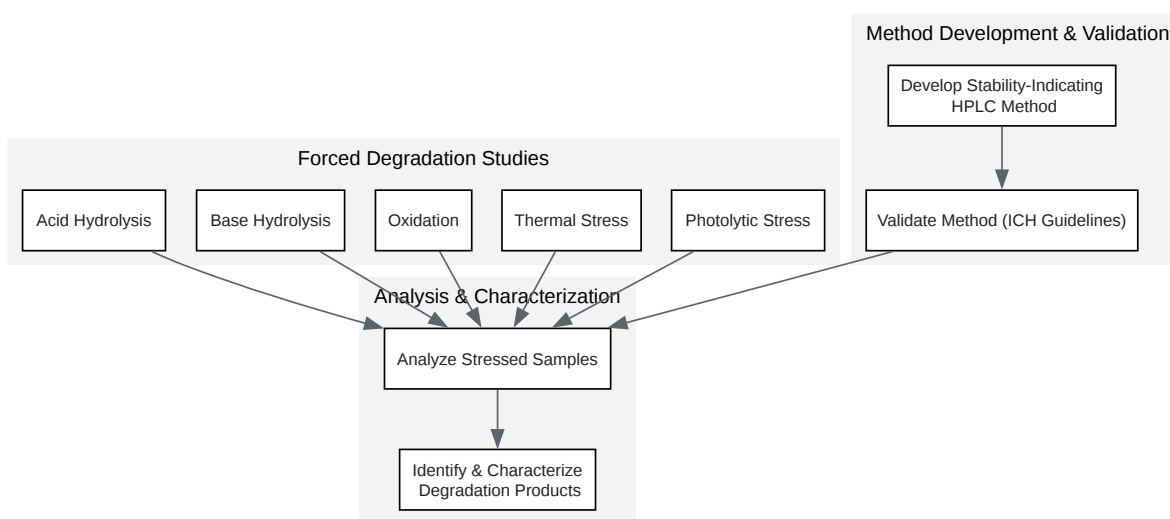 Method Development & Validation
Develop Stability-Indicating
HPLC Method
Validate Method (ICH Guidelines)
Forced Degradation Studies
Acid Hydrolysis
Base Hydrolysis
Oxidation
Thermal Stress
Photolytic Stress
Analysis & Characterization
Analyze Stressed Samples
Identify & Characterize
Degradation Products